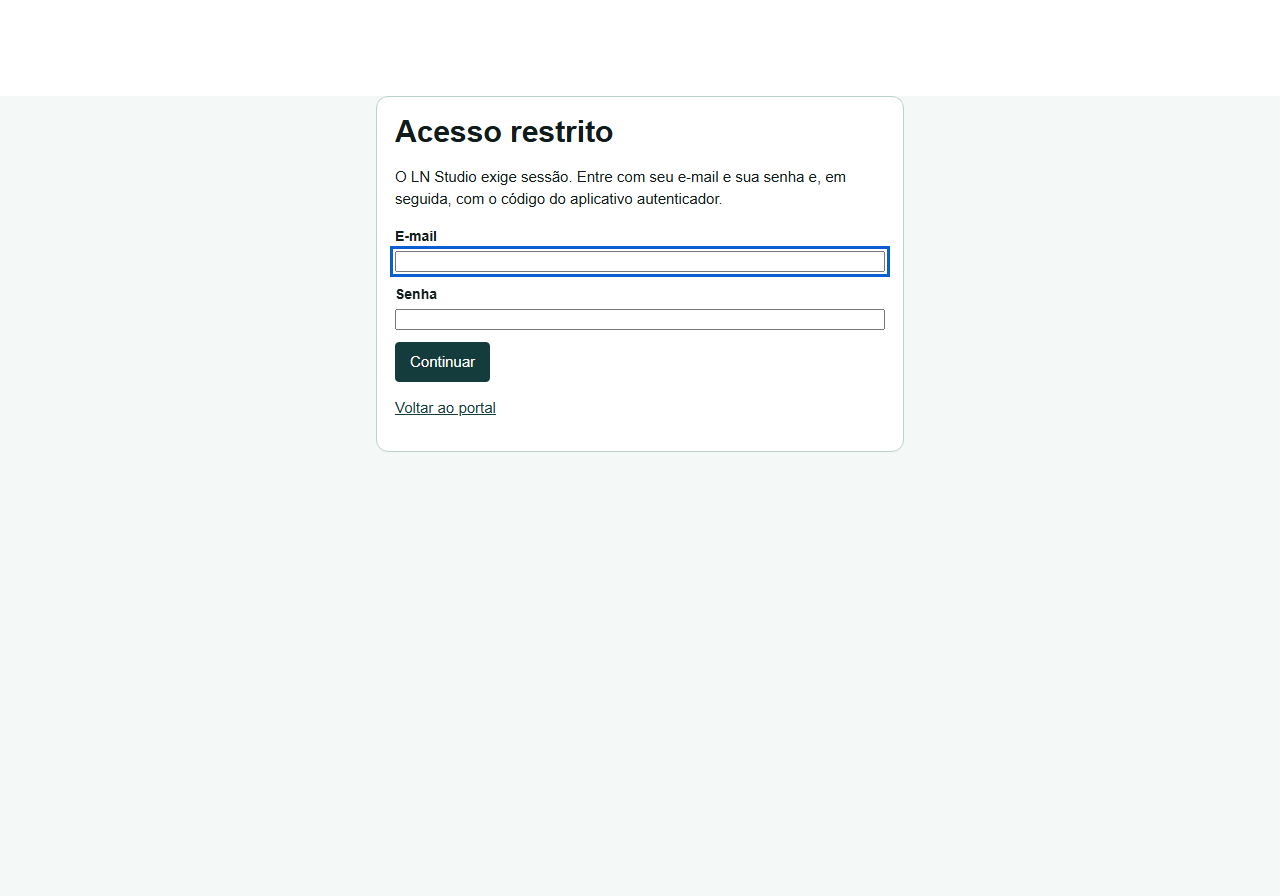 Acesso restrito
O LN Studio exige sessão. Entre com seu e-mail e sua senha e, em
seguida, com o código do aplicativo autenticador.
E-mail
Senha
Continuar
Voltar ao portal